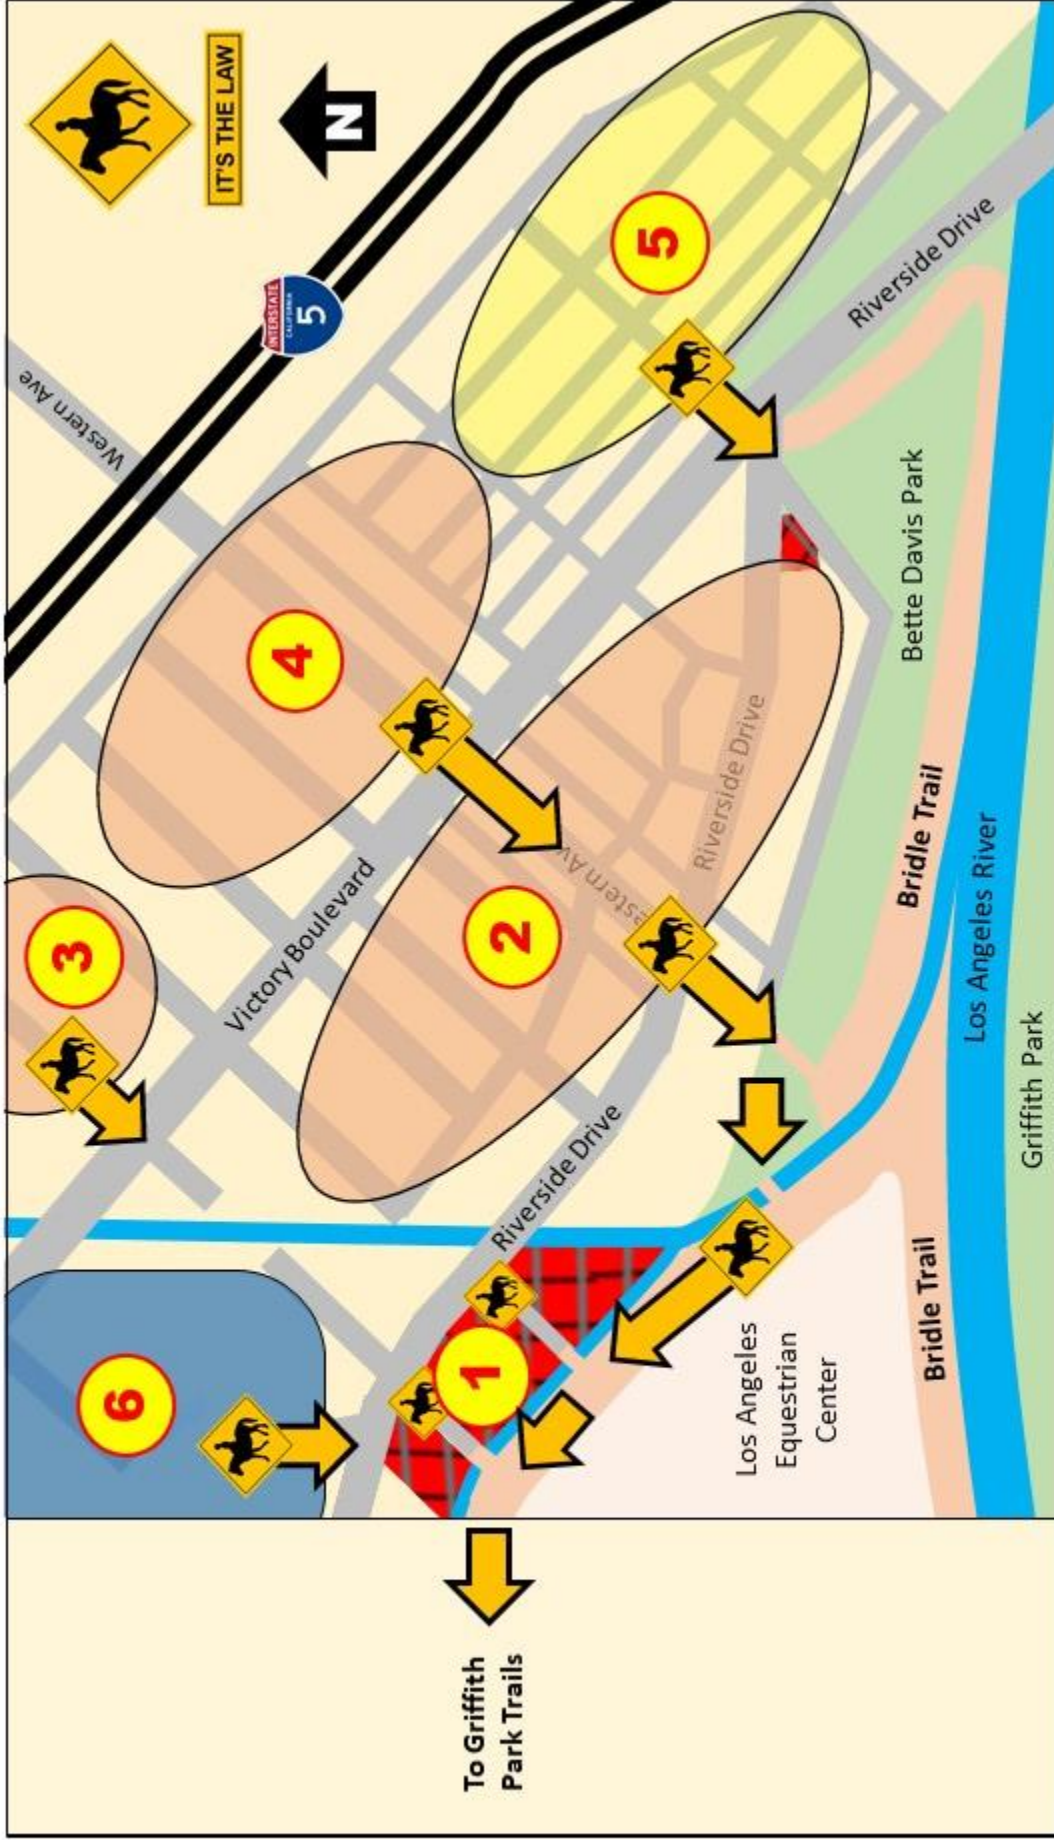 IT'S THE LAW
N
Western Ave
3
6
INTERSTATE
CALIFORNIA
5
4
Victory Boulevard
To Griffith
Park Trails
1
2
Riverside Drive
estern Av
5
Riverside Drive
Los Angeles
Equestrian
Center
Riverside Drive
Bette Davis Park
Bridle Trail
Bridle Trail
Los Angeles River
Griffith Park